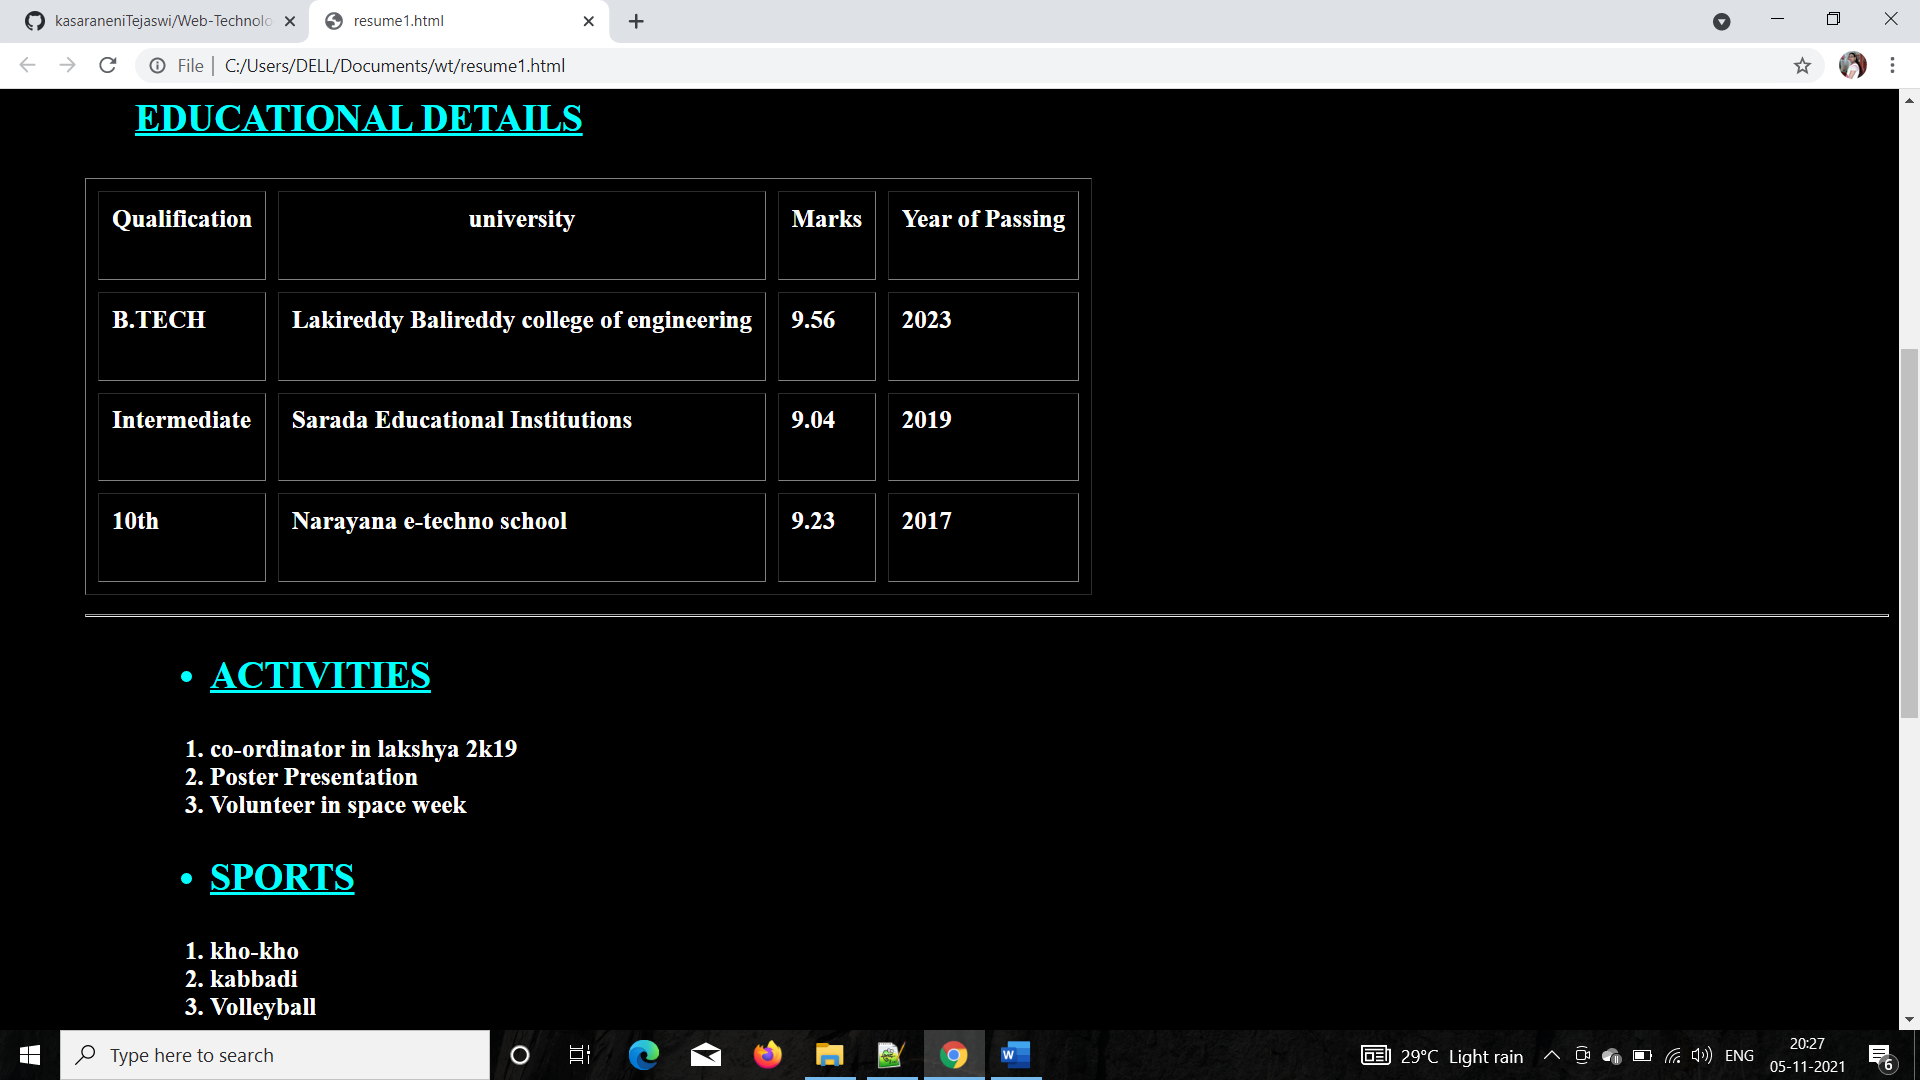 kasaraneniTejaswi/Web-Technolo
resume1.html
File | C:/Users/DELL/Documents/wt/resume1.html
EDUCATIONAL DETAILS
Qualification university Marks Year of Passing
B.TECH Lakireddy Balireddy college of engineering 9.56 2023
Intermediate Sarada Educational Institutions 9.04 2019
10th Narayana e-techno school 9.23 2017
• ACTIVITIES
1. co-ordinator in lakshya 2k19
2. Poster Presentation
3. Volunteer in space week
• SPORTS
1. kho-kho
2. kabbadi
3. Volleyball
Type here to search
29°C Light rain
ENG
20:27
05-11-2021
6